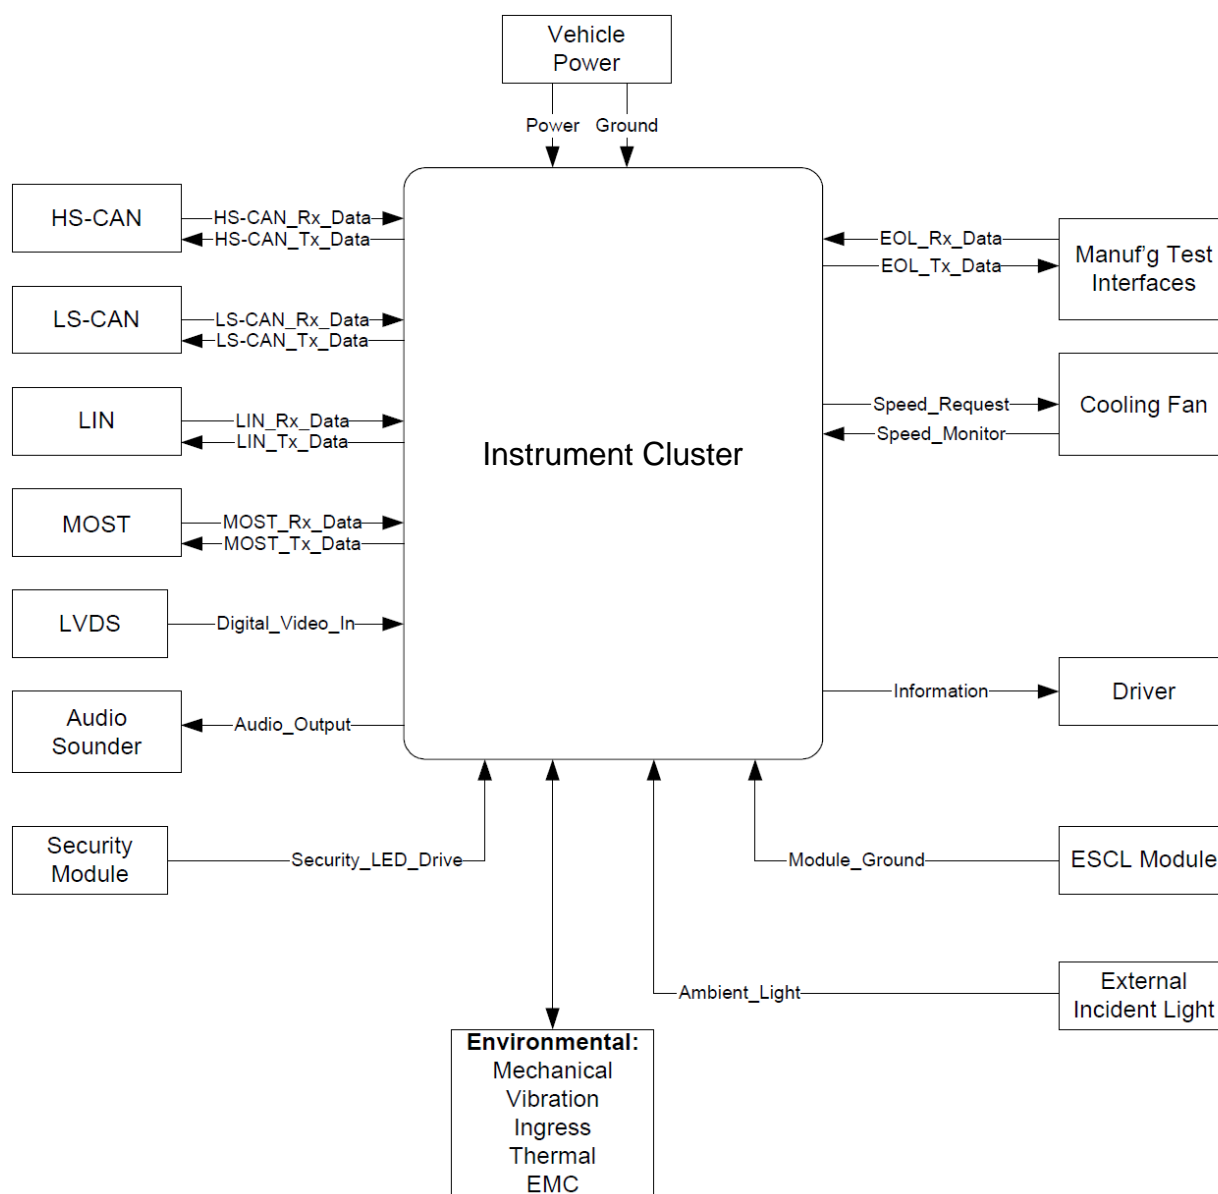 Vehicle
Power
Power Ground
HS-CAN
HS-CAN_Rx_Data
HS-CAN_Tx_Data
EOL_Rx_Data
EOL_Tx_Data
Manuf'g Test
Interfaces
LS-CAN
LS-CAN_Rx_Data
LS-CAN_Tx_Data
LIN
LIN_Rx_Data
LIN_Tx_Data
Speed_Request
Speed_Monitor
Cooling Fan
Instrument Cluster
MOST
MOST_Rx_Data
MOST_Tx_Data
LVDS
Digital_Video_In
Information
Driver
Audio
Sounder
Audio_Output
Security
Module
Security_LED_Drive
Module_Ground
ESCL Module
Ambient_Light
External
Incident Light
Environmental:
Mechanical
Vibration
Ingress
Thermal
EMC